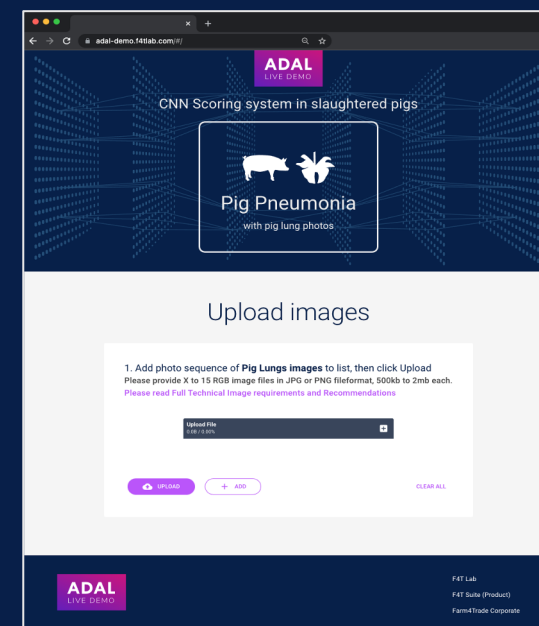 adal-demo.f4tlab.com/#/
ADAL
LIVE DEMO
CNN Scoring system in slaughtered pigs
Pig Pneumonia
with pig lung photos
Upload images
1. Add photo sequence of Pig Lungs images to list, then click Upload
Please provide X to 15 RGB image files in JPG or PNG fileformat, 500kb to 2mb each.
Please read Full Technical Image requirements and Recommendations
Upload File
0.0B / 0.00%
UPLOAD
ADD
CLEAR ALL
ADAL
LIVE DEMO
F4T Lab
F4T Suite (Product)
Farm4Trade Corporate